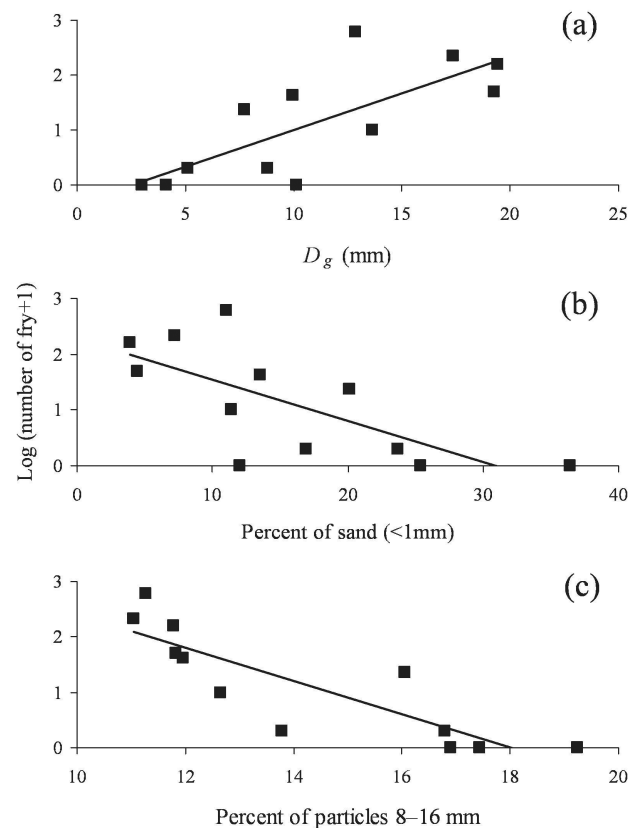 (a)
3
2
1
0
0 5 10 15 20 25
D g (mm)
Log (number of fry+1)
(b)
3
2
1
0
0 10 20 30 40
Percent of sand (<1mm)
(c)
3
2
1
0
10 12 14 16 18 20
Percent of particles 8–16 mm